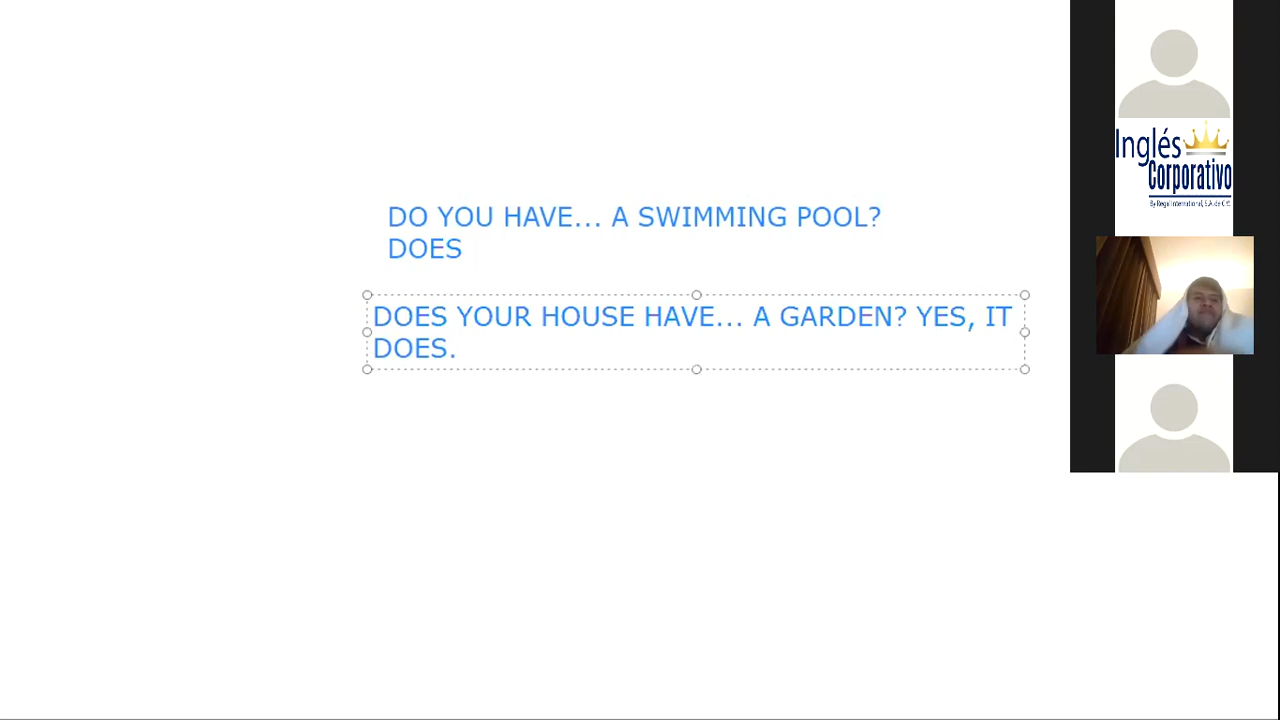 DO YOU HAVE... A SWIMMING POOL?
DOES
DOES YOUR HOUSE HAVE... A GARDEN? YES, IT
DOES.
Inglés
Corporativo